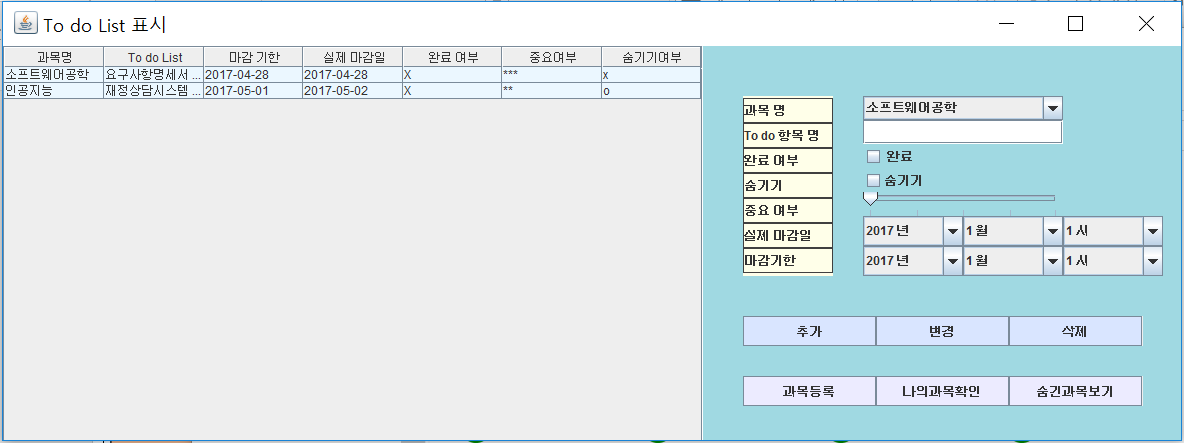 To do List 표시
과목명 To do List 마감 기한 실제 마감일 완료 여부 중요여부 숨기기여부
소프트웨어공학 요구사항명세서 ... 2017-04-28 2017-04-28 X *** x
인공지능 재정상담시스템 ... 2017-05-01 2017-05-02 X ** o
과목 명 소프트웨어공학
To do 항목 명
완료 여부 완료
숨기기 숨기기
중요 여부
실제 마감일 2017 년 1 월 1 시
마감기한 2017 년 1 월 1 시
추가 변경 삭제
과목등록 나의과목확인 숨긴과목보기